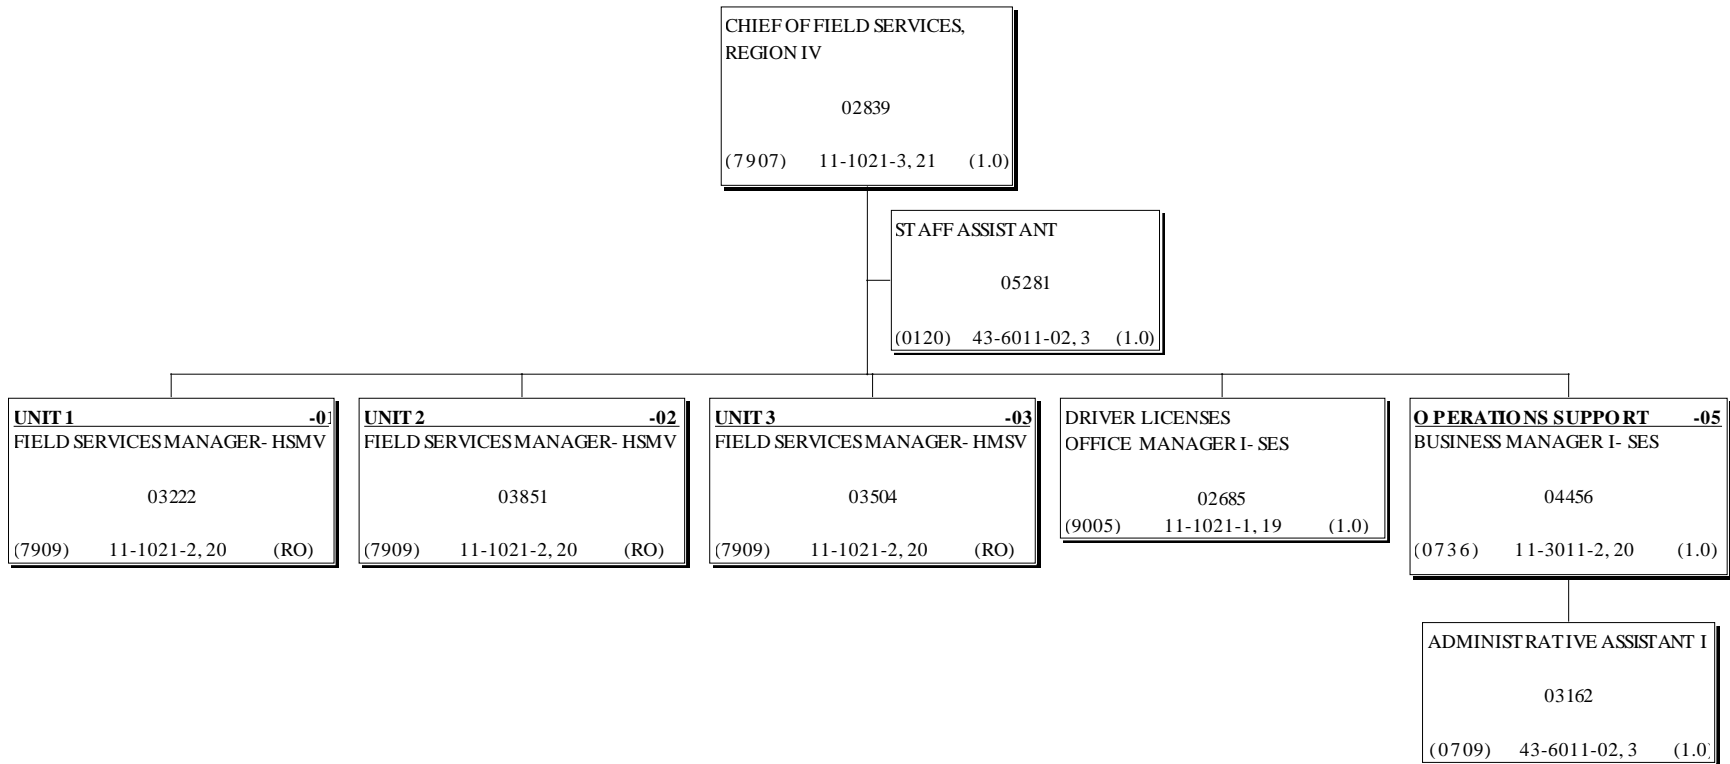 CHIEF OF FIELD SERVICES,
REGION IV
02839
(7907) 11-1021-3, 21 (1.0)
STAFF ASSISTANT
05281
(0120) 43-6011-02, 3 (1.0)
UNIT 1 -01
FIELD SERVICES MANAGER- HSMV
03222
(7909) 11-1021-2, 20 (RO)
UNIT 2 -02
FIELD SERVICES MANAGER- HSMV
03851
(7909) 11-1021-2, 20 (RO)
UNIT 3 -03
FIELD SERVICES MANAGER- HMSV
03504
(7909) 11-1021-2, 20 (RO)
DRIVER LICENSES
OFFICE MANAGER I- SES
02685
(9005) 11-1021-1, 19 (1.0)
OPERATIONS SUPPORT -05
BUSINESS MANAGER I- SES
04456
(0736) 11-3011-2, 20 (1.0)
ADMINISTRATIVE ASSISTANT I
03162
(0709) 43-6011-02, 3 (1.0)